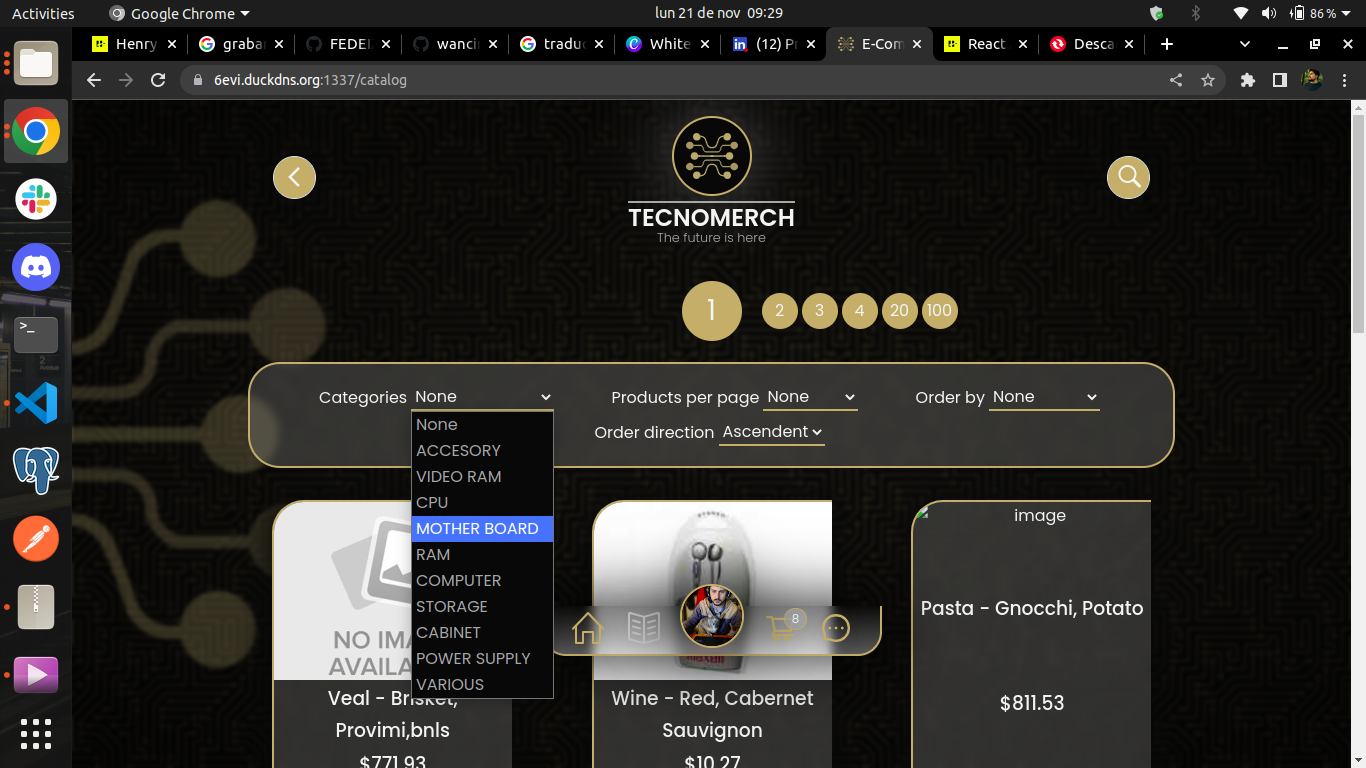 Activities
Google Chrome
lun 21 de nov 09:29
86 %
Henry
graba
FEDEL
wanci
traduc
White
(12) P
E-Com
React
Desca
6evi.duckdns.org:1337/catalog
TECNOMERCH
The future is here
1 2 3 4 20 100
Categories None
Products per page None
Order by None
Order direction Ascendent
None
ACCESORY
VIDEO RAM
CPU
MOTHER BOARD
RAM
COMPUTER
STORAGE
CABINET
POWER SUPPLY
VARIOUS
NO IMA
AVAILA
Veal - Brisket,
Provimi,bnls
$771.93
maxell
8
Wine - Red, Cabernet
Sauvignon
$10.27
image
Pasta - Gnocchi, Potato
$811.53